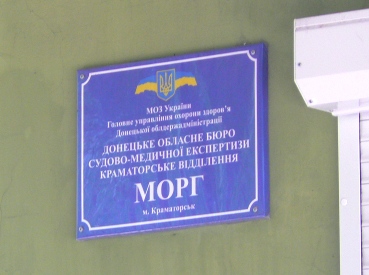 МОЗ України
Головне управління охорони здоров'я
Донецької облдержадміністрації
ДОНЕЦЬКЕ ОБЛАСНЕ БЮРО
СУДОВО-МЕДИЧНОЇ ЕКСПЕРТИЗИ
КРАМАТОРСЬКЕ ВІДДІЛЕННЯ
МОРГ
м. Краматорськ